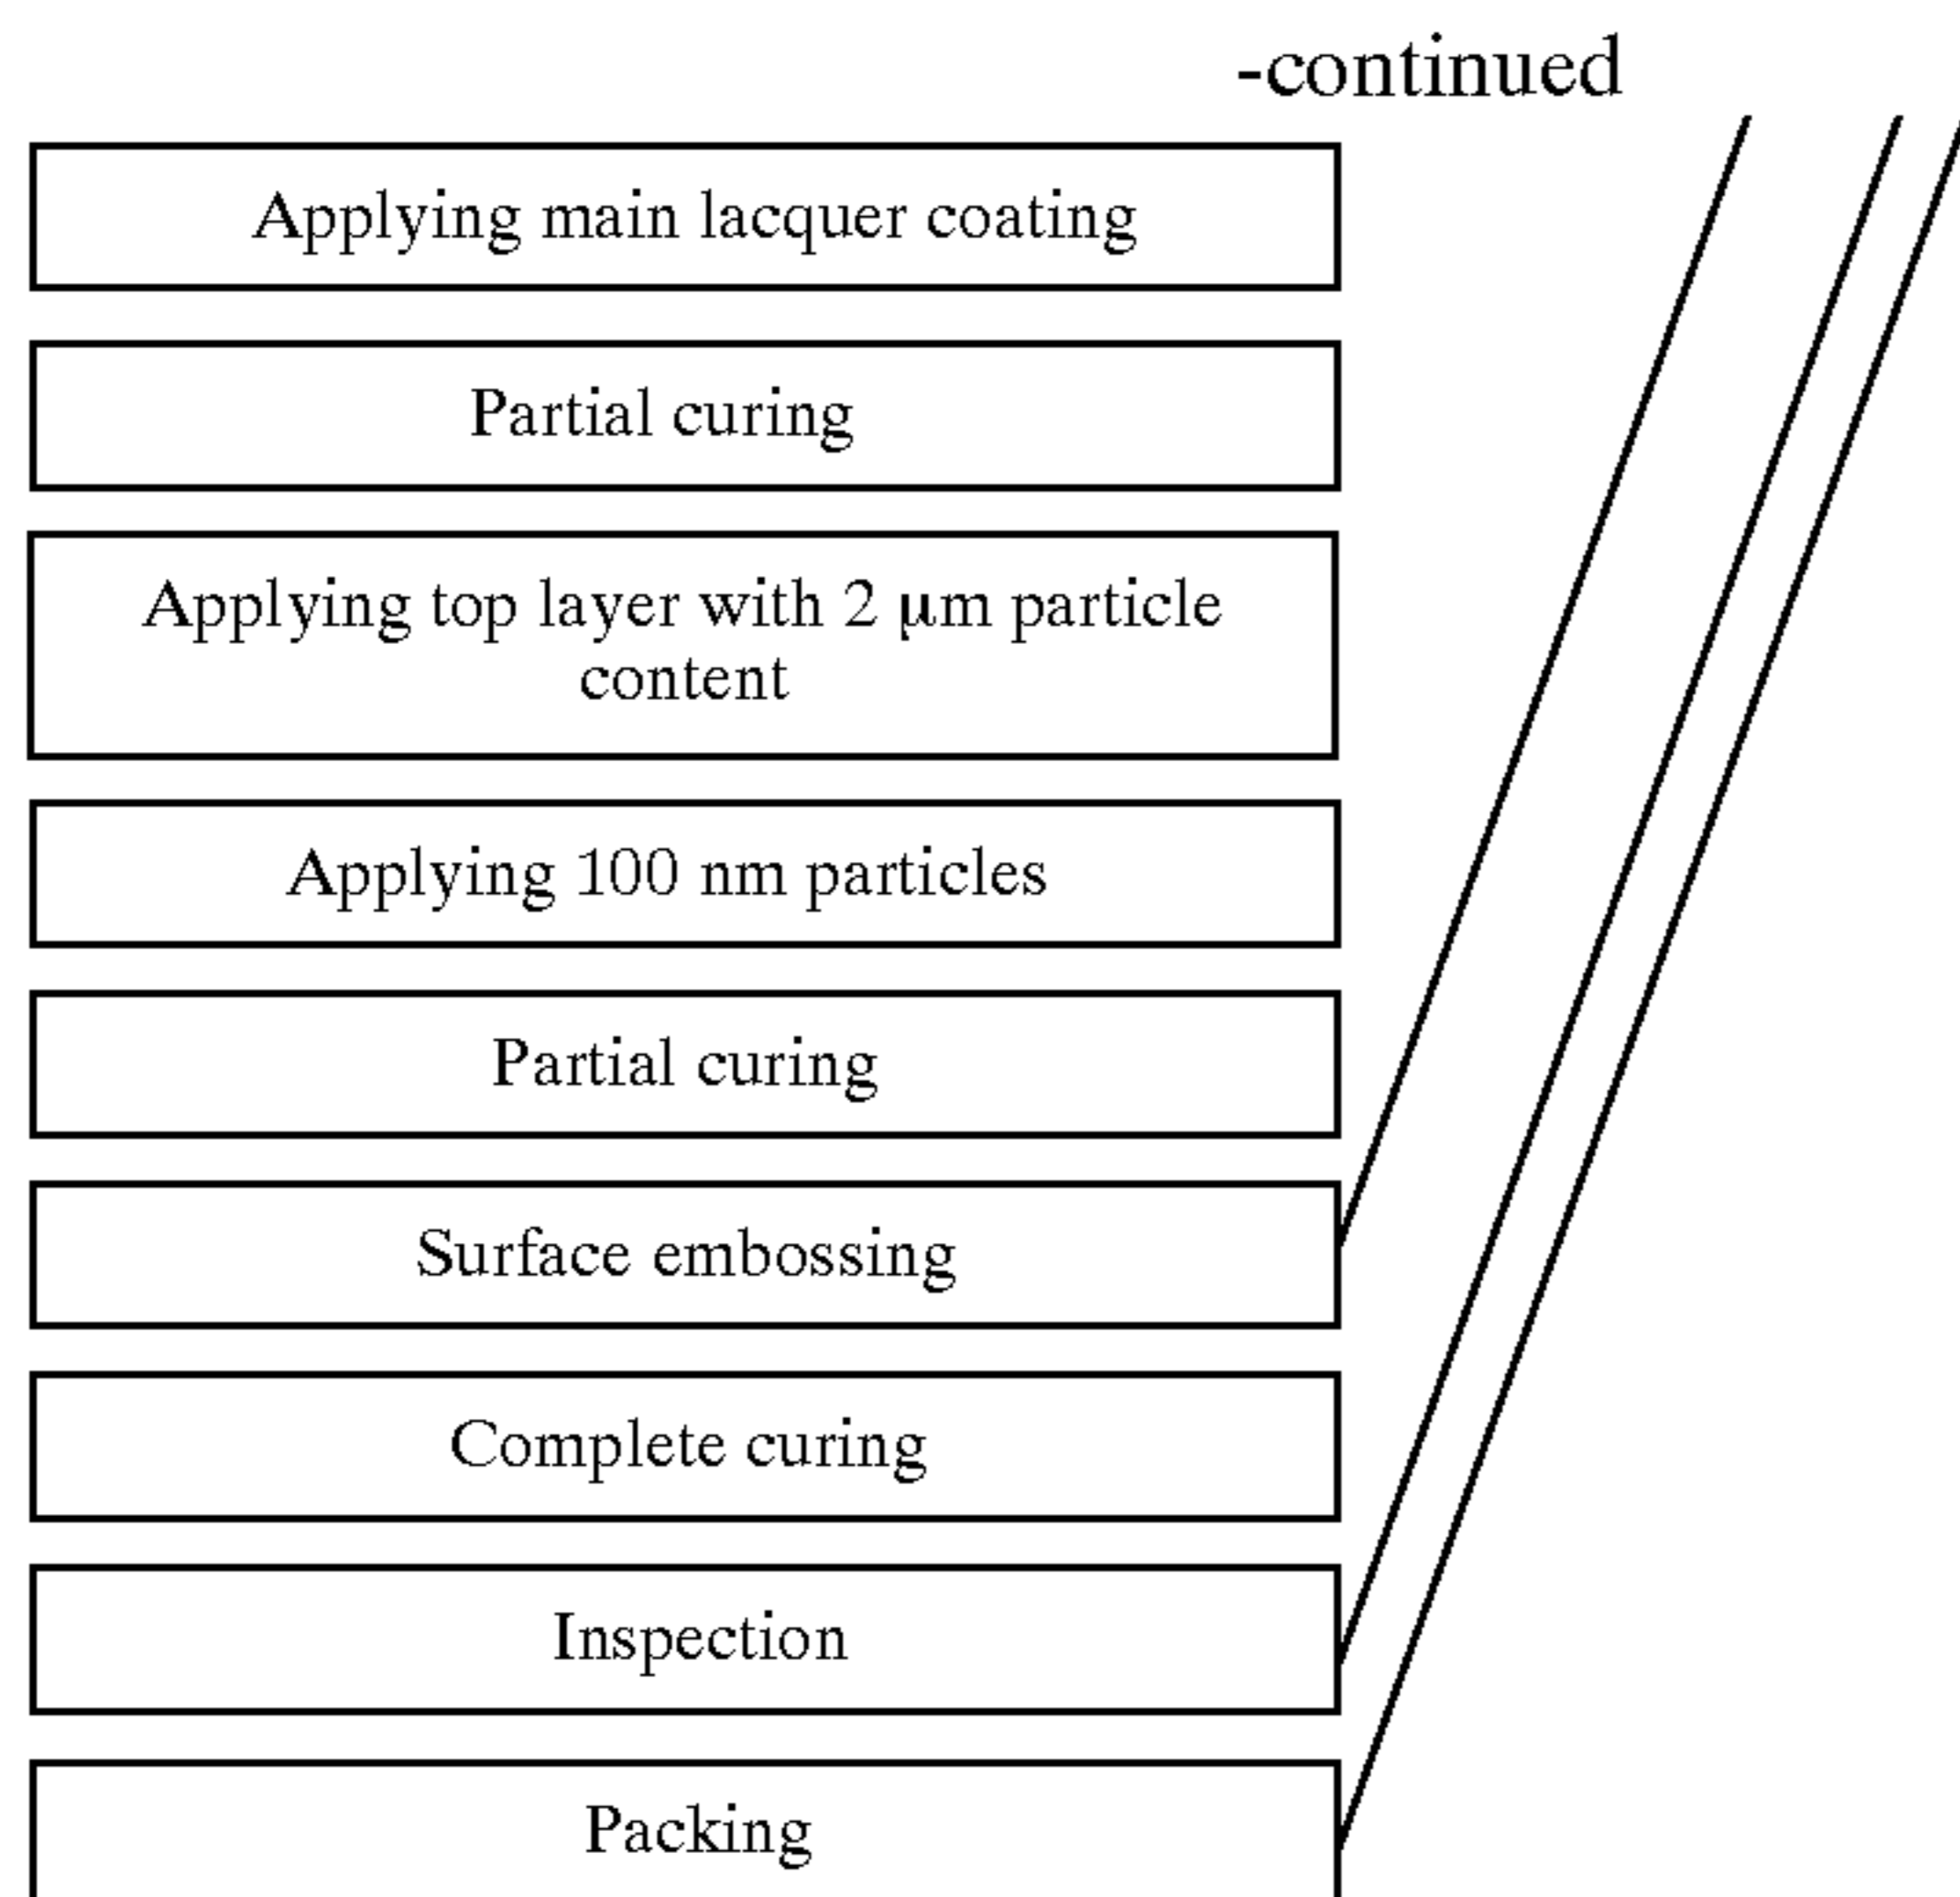 -continued
Applying main lacquer coating
Partial curing
Applying top layer with 2 μm particle
content
Applying 100 nm particles
Partial curing
Surface embossing
Complete curing
Inspection
Packing